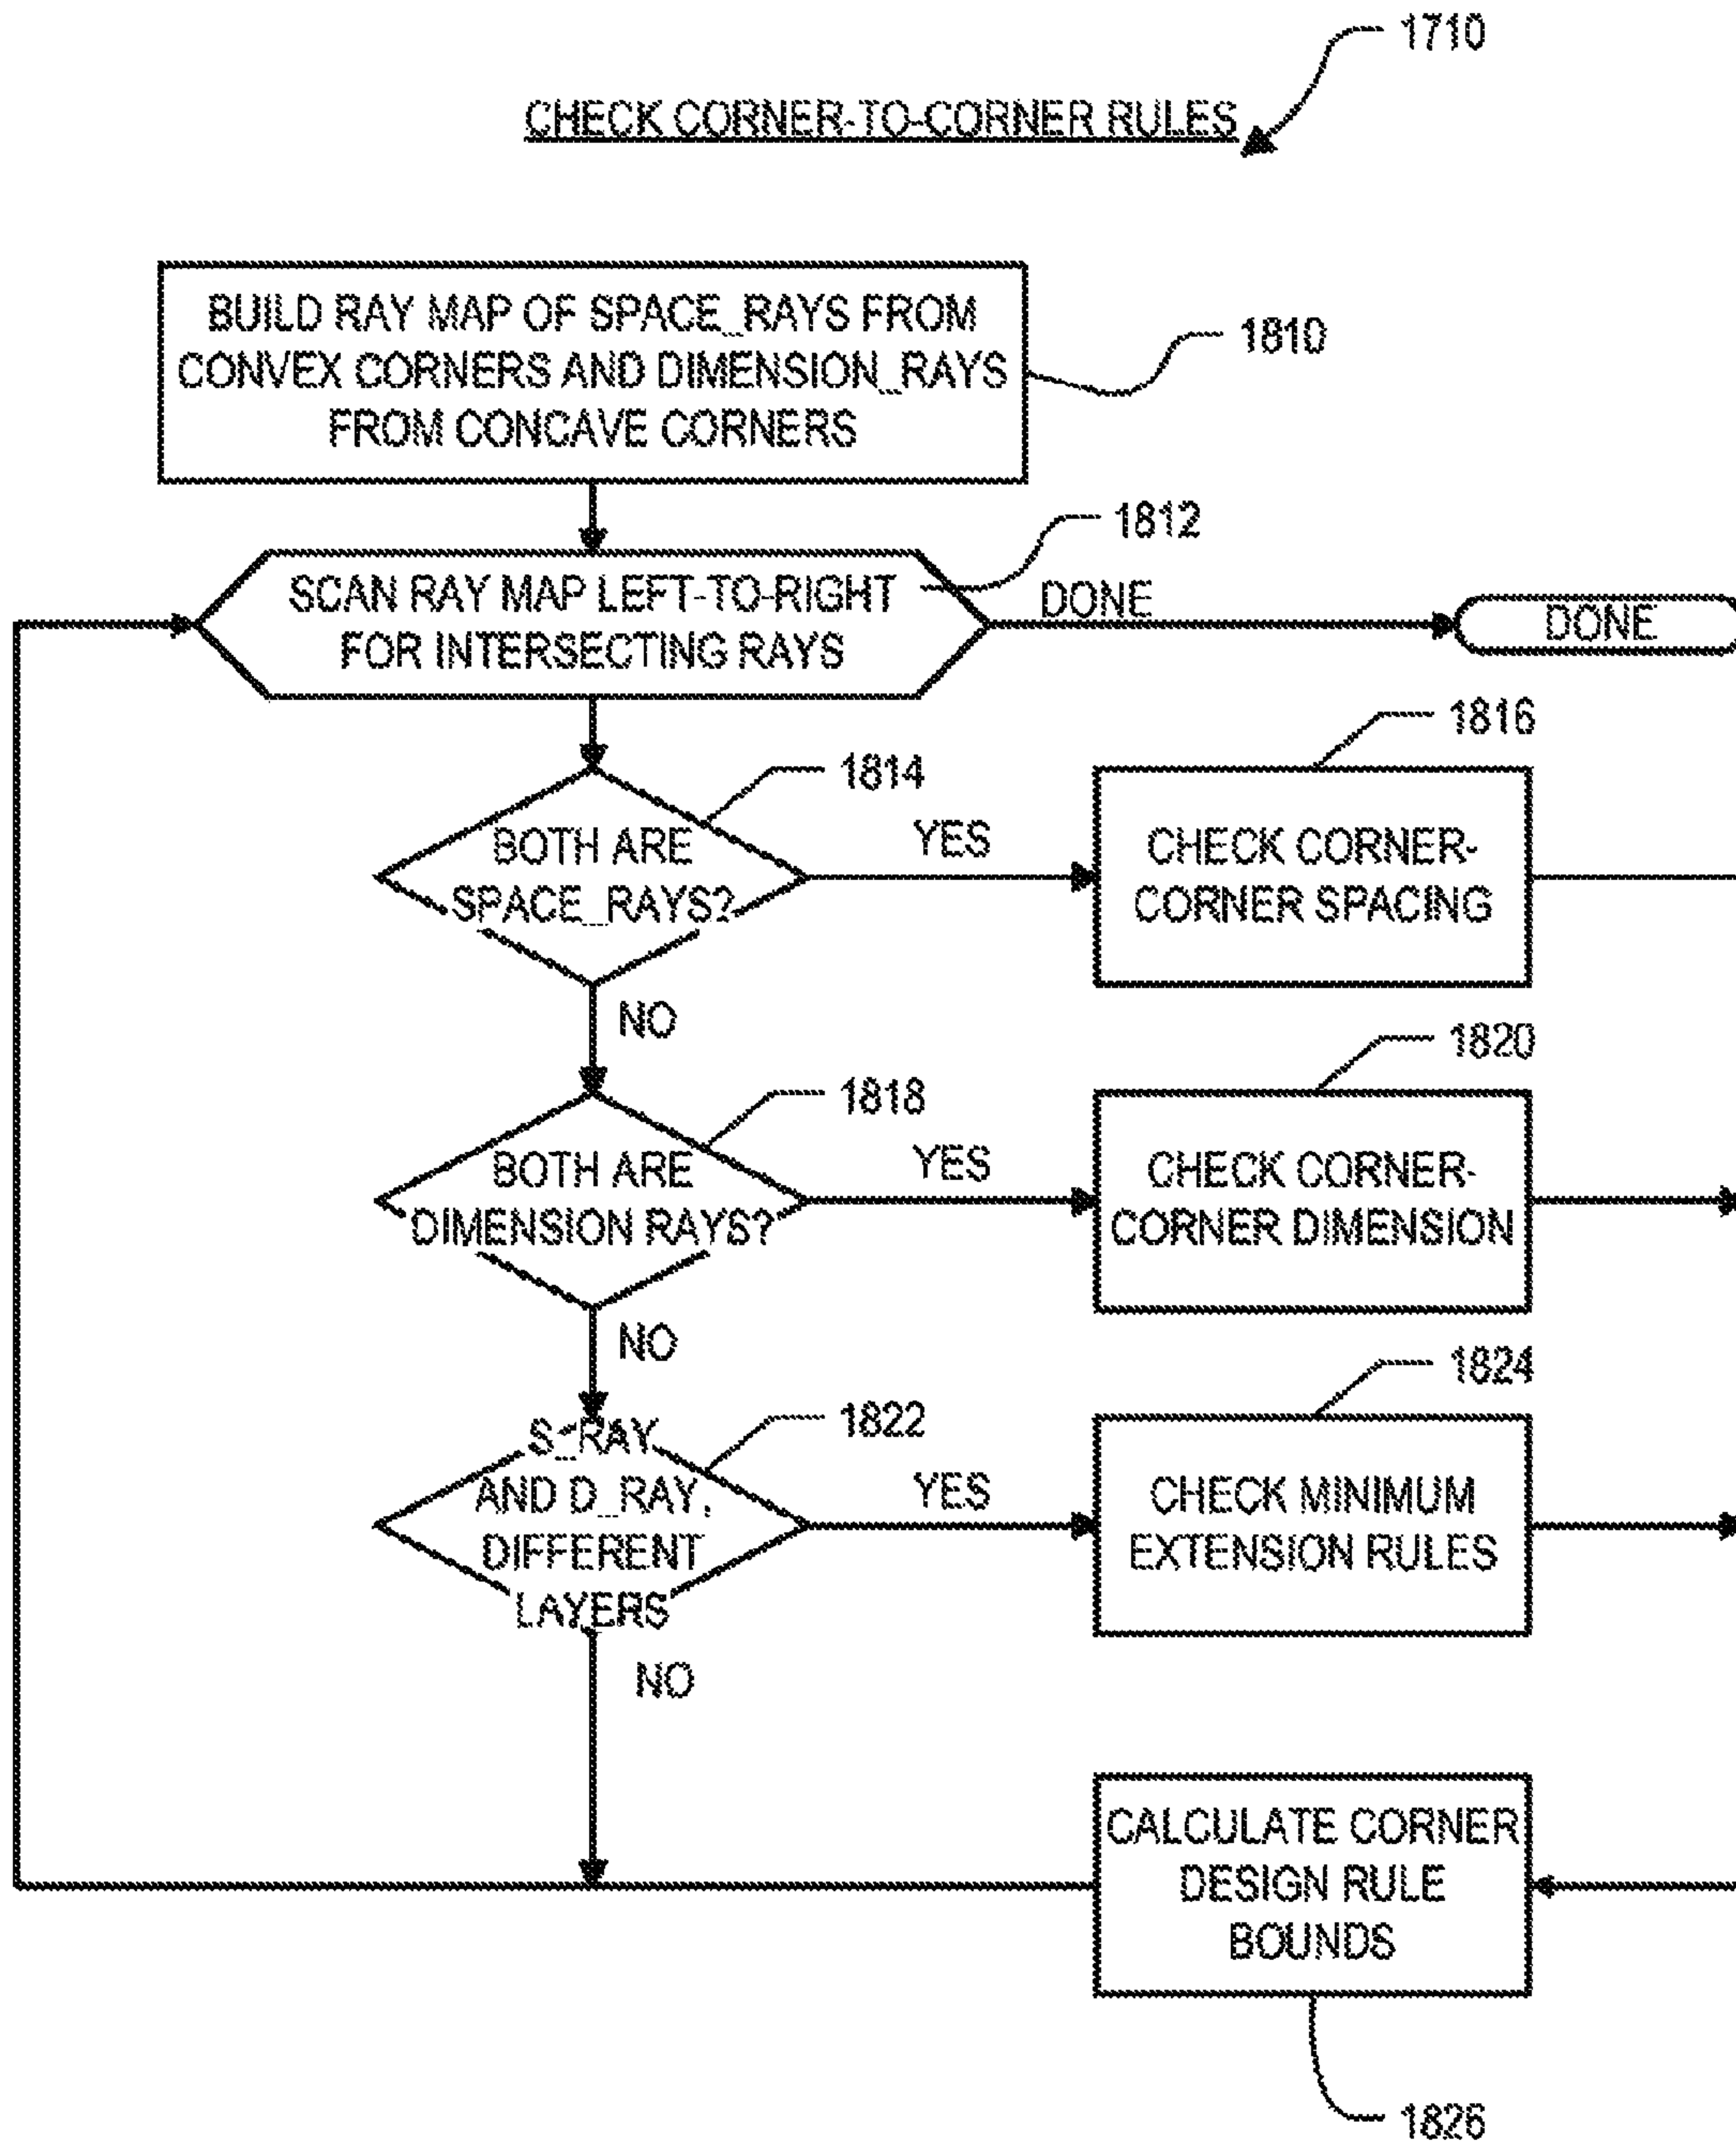 1710
CHECK CORNER-TO-CORNER RULES
BUILD RAY MAP OF SPACE_RAYS FROM
CONVEX CORNERS AND DIMENSION_RAYS
FROM CONCAVE CORNERS
1810
1812
SCAN RAY MAP LEFT-TO-RIGHT
FOR INTERSECTING RAYS
DONE
DONE
1814
BOTH ARE
SPACE_RAYS?
YES
NO
1816
CHECK CORNER-
CORNER SPACING
1818
BOTH ARE
DIMENSION RAYS?
YES
NO
1820
CHECK CORNER-
CORNER DIMENSION
1822
S_RAY
AND D_RAY,
DIFFERENT
LAYERS
YES
NO
1824
CHECK MINIMUM
EXTENSION RULES
CALCULATE CORNER
DESIGN RULE
BOUNDS
1826